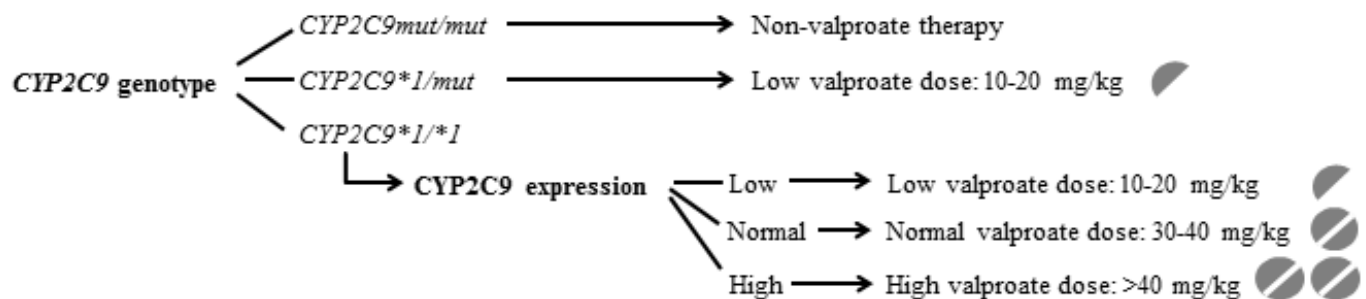 CYP2C9mut/mut Non-valproate therapy
CYP2C9 genotype CYP2C9*1/mut Low valproate dose: 10-20 mg/kg
CYP2C9*1/*1
CYP2C9 expression Low Low valproate dose: 10-20 mg/kg
Normal Normal valproate dose: 30-40 mg/kg
High High valproate dose: >40 mg/kg